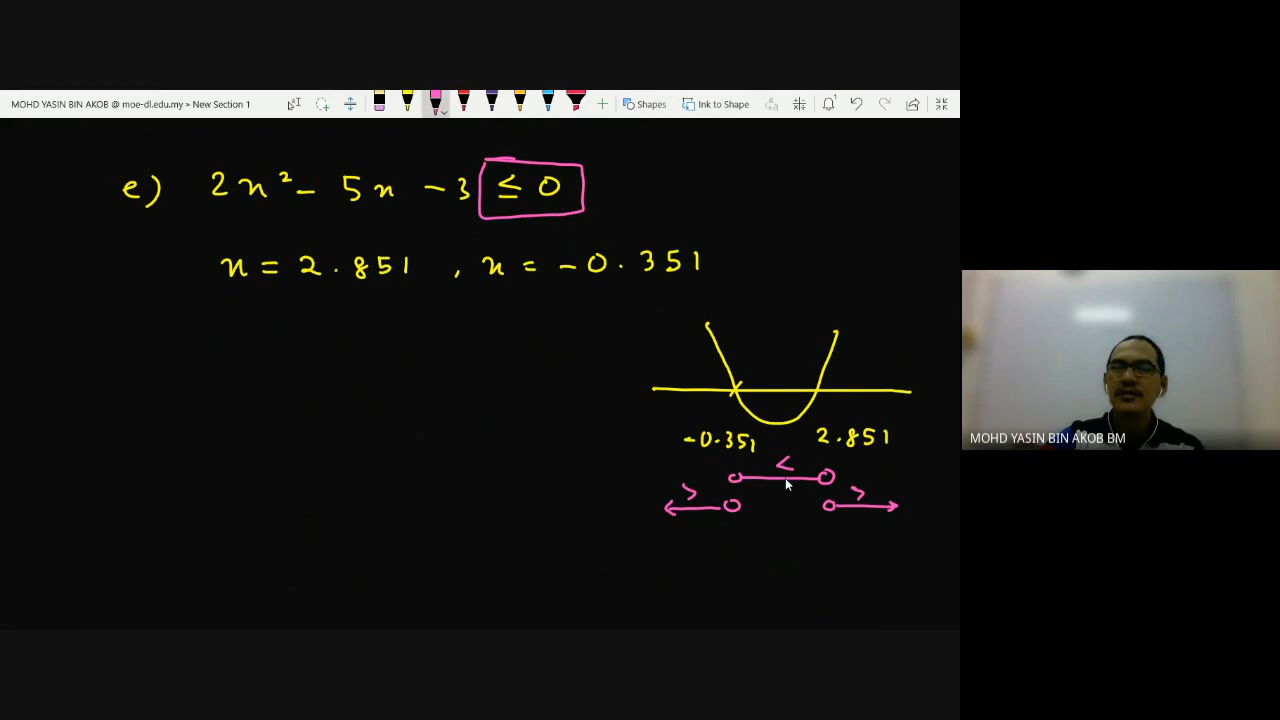 MOHD YASIN BIN AKOB @ moe-dl.edu.my » New Section 1
Shapes
Ink to Shape
e) 2x² - 5x - 3 ≤ 0
x = 2.851 , x = -0.351
-0.351 2.851
<
> >
MOHD YASIN BIN AKOB BM